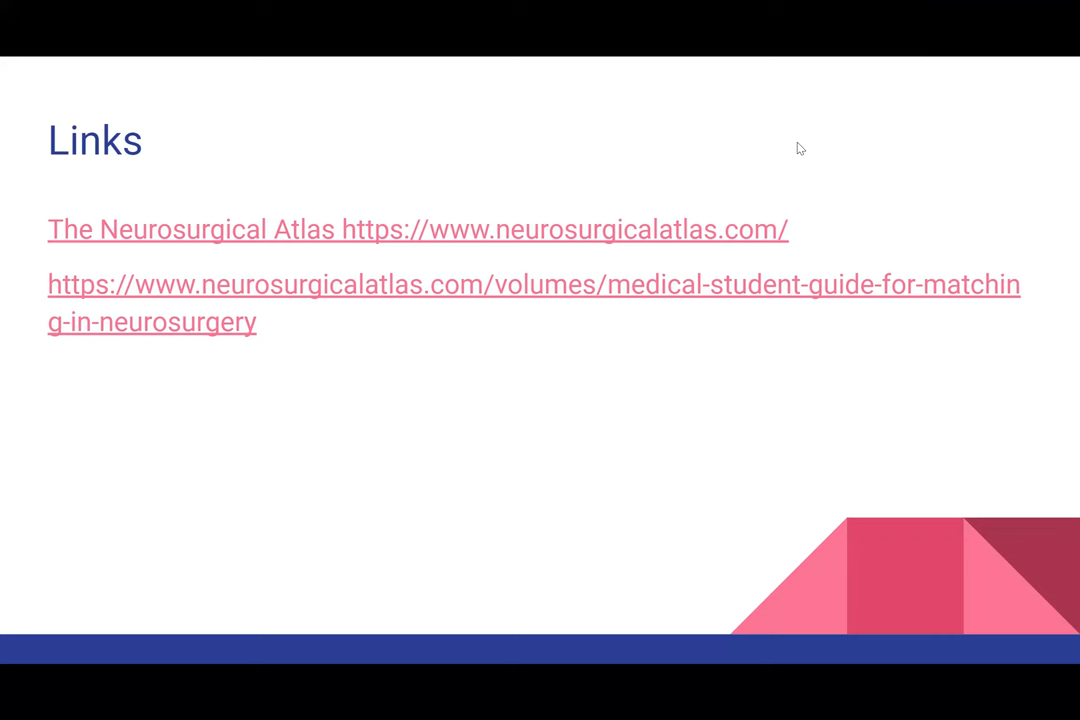 Links
The Neurosurgical Atlas https://www.neurosurgicalatlas.com/
https://www.neurosurgicalatlas.com/volumes/medical-student-guide-for-matchin
g-in-neurosurgery